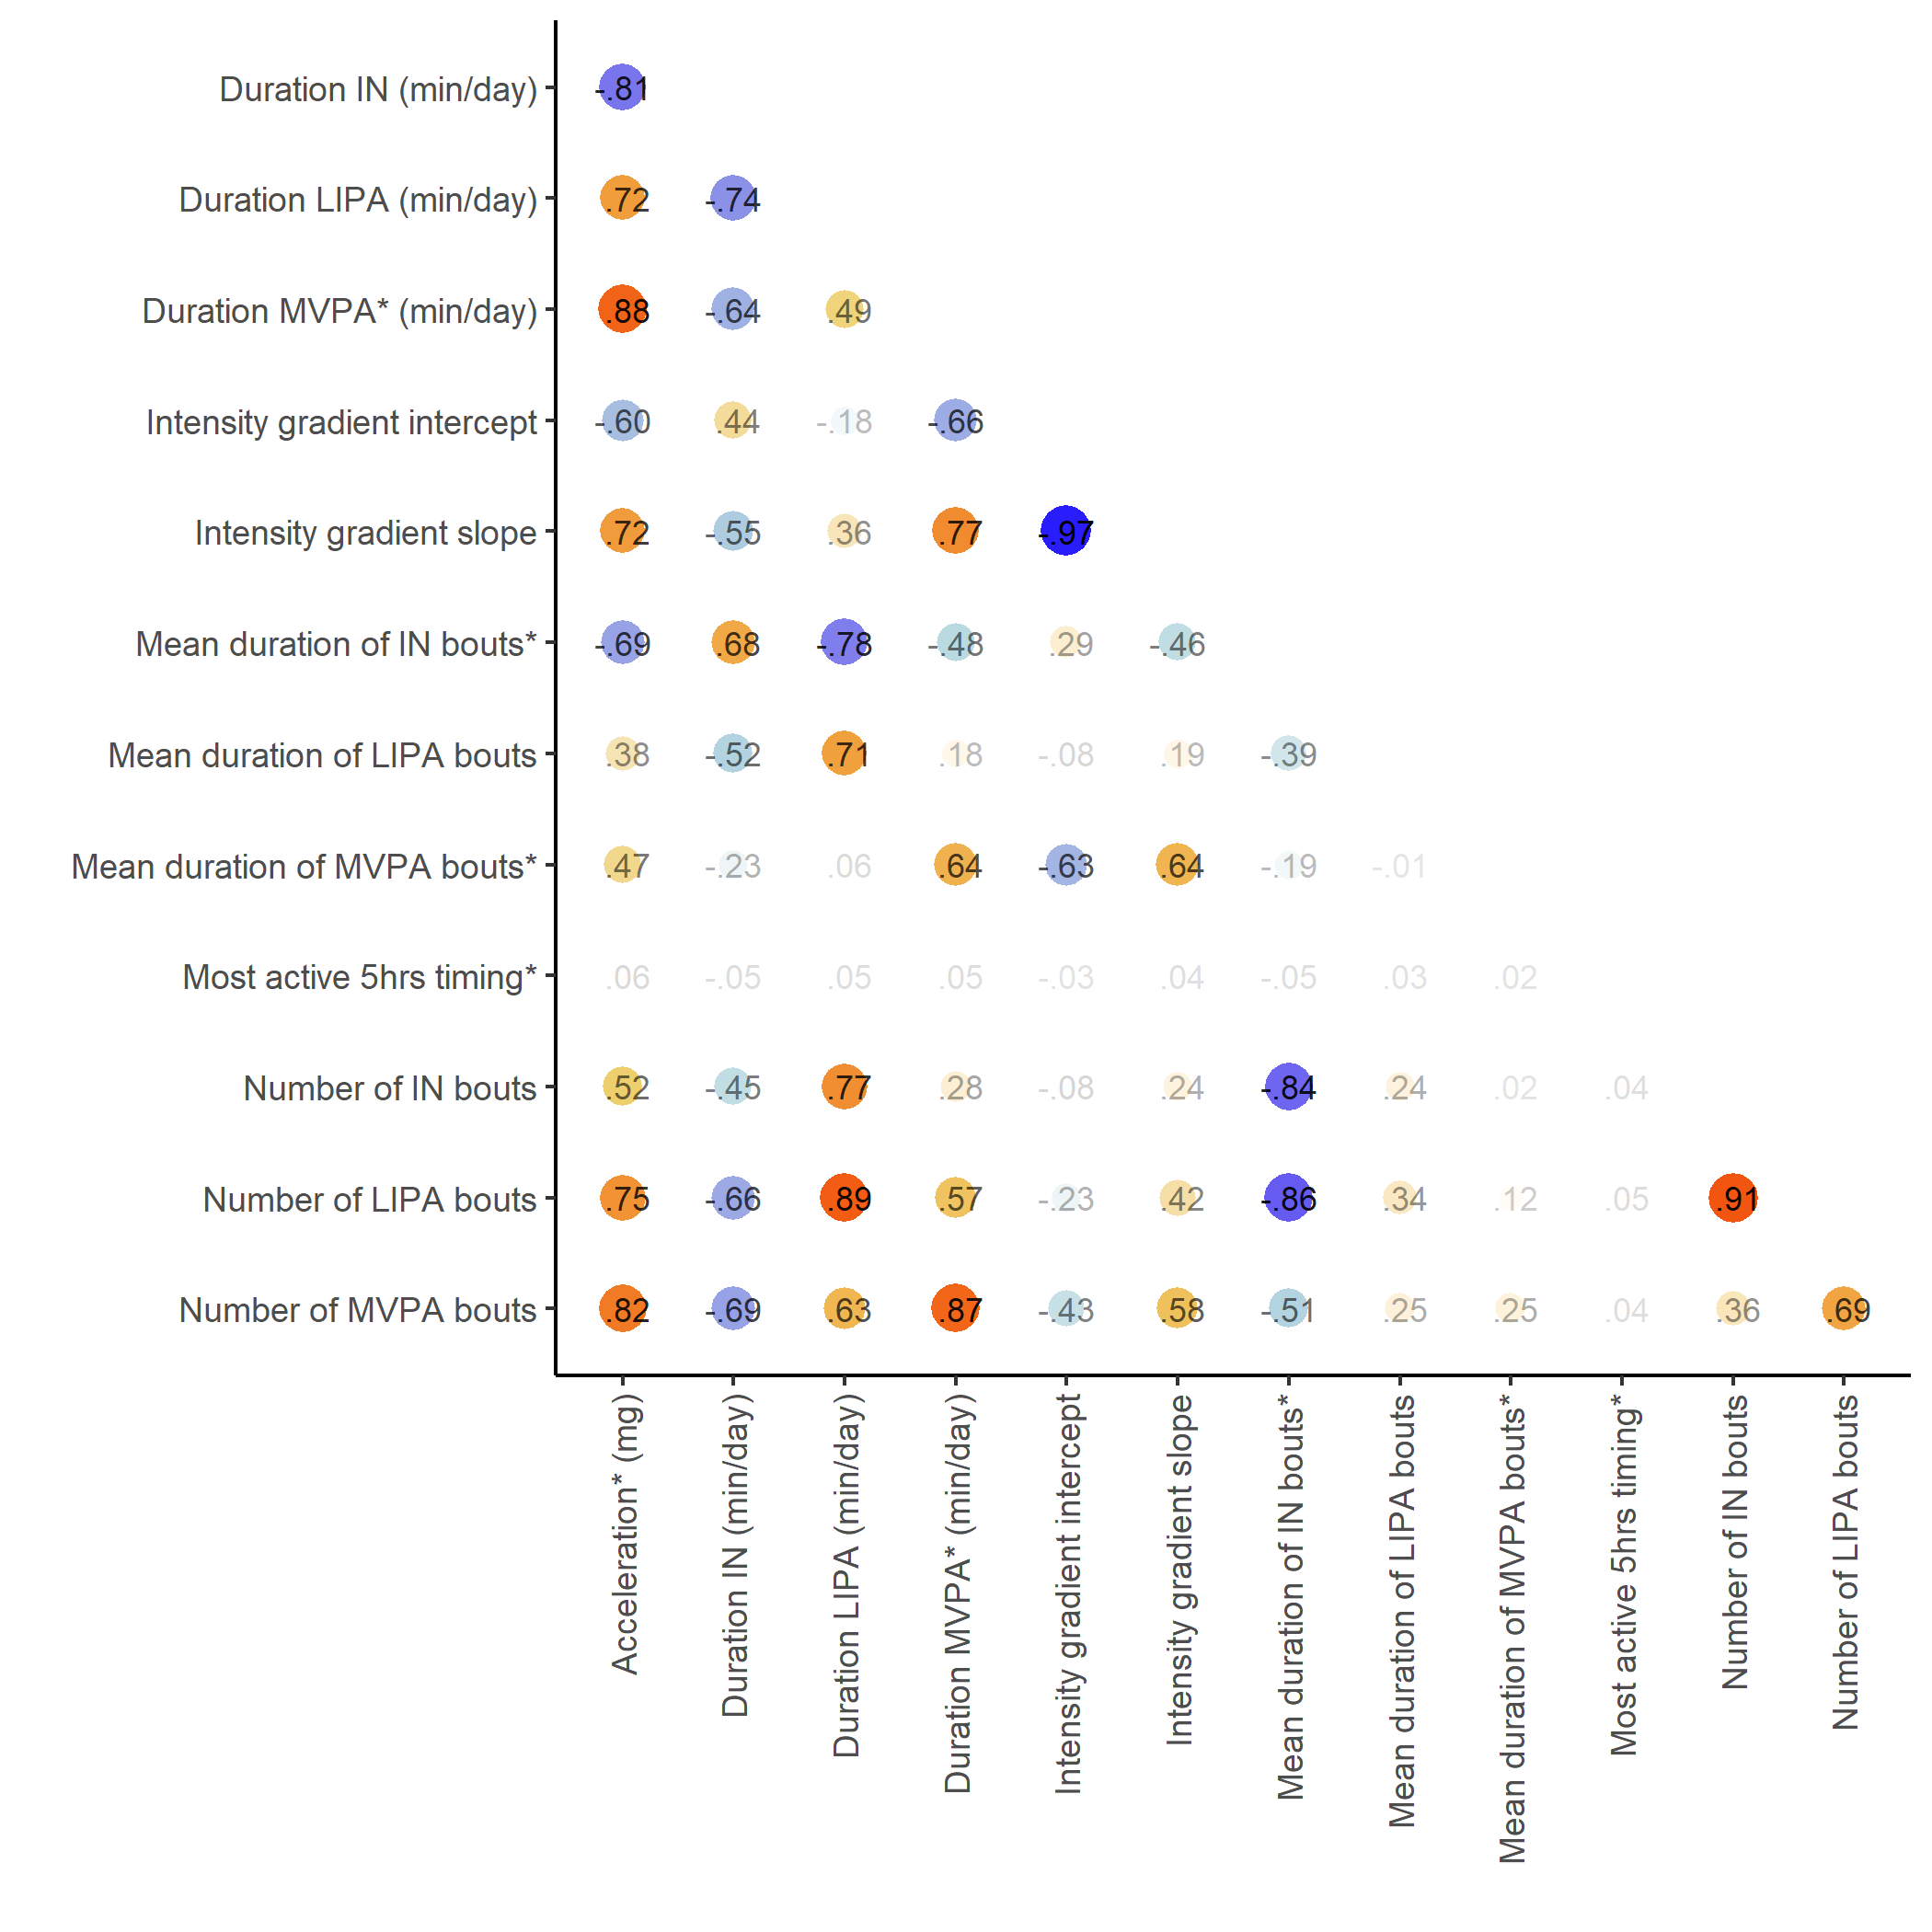 Duration IN (min/day) -.81
Duration LIPA (min/day) .72 -.74
Duration MVPA* (min/day) .88 -.64 .49
Intensity gradient intercept -.60 .44 -.18 -.66
Intensity gradient slope .72 -.55 .36 .77 -.97
Mean duration of IN bouts* -.69 .68 -.78 -.48 .29 -.46
Mean duration of LIPA bouts .38 -.52 .71 .18 -.08 .19 -.39
Mean duration of MVPA bouts* .47 -.23 .06 .64 -.63 .64 -.19 -.01
Most active 5hrs timing* .06 -.05 .05 .05 -.03 .04 -.05 .03 .02
Number of IN bouts .52 -.45 .77 .28 -.08 .24 -.84 .24 .02 .04
Number of LIPA bouts .75 -.66 .89 .57 -.23 .42 -.86 .34 .12 .05 .91
Number of MVPA bouts .82 -.69 .63 .87 -.43 .58 -.51 .25 .25 .04 .36 .69
Acceleration* (mg)
Duration IN (min/day)
Duration LIPA (min/day)
Duration MVPA* (min/day)
Intensity gradient intercept
Intensity gradient slope
Mean duration of IN bouts*
Mean duration of LIPA bouts
Mean duration of MVPA bouts*
Most active 5hrs timing*
Number of IN bouts
Number of LIPA bouts